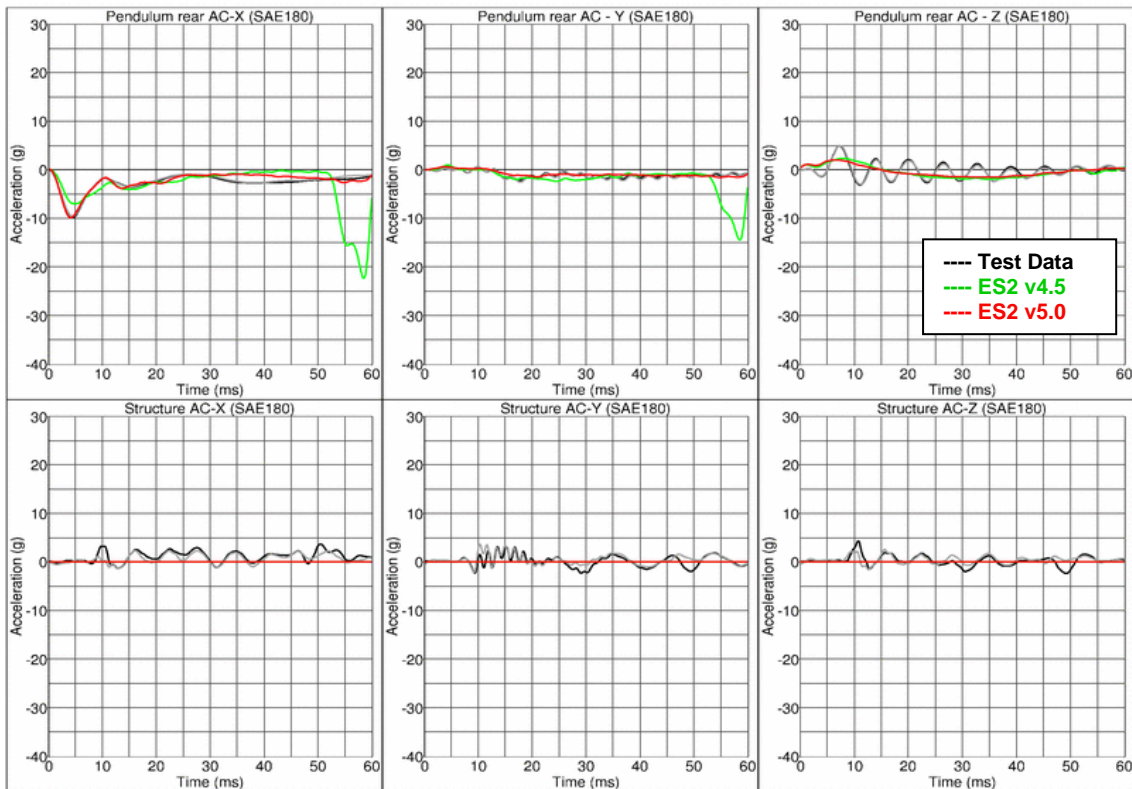 Pendulum rear AC-X (SAE180)
Pendulum rear AC - Y (SAE180)
Pendulum rear AC - Z (SAE180)
30
20
10
0
-10
-20
-30
-40
Acceleration (g)
0 10 20 30 40 50 60
Time (ms)
30
20
10
0
-10
-20
-30
-40
Acceleration (g)
0 10 20 30 40 50 60
Time (ms)
30
20
10
0
-10
-20
-30
-40
Acceleration (g)
0 10 20 30 40 50 60
Time (ms)
---- Test Data
---- ES2 v4.5
---- ES2 v5.0
Structure AC-X (SAE180)
Structure AC-Y (SAE180)
Structure AC-Z (SAE180)
30
20
10
0
-10
-20
-30
-40
Acceleration (g)
0 10 20 30 40 50 60
Time (ms)
30
20
10
0
-10
-20
-30
-40
Acceleration (g)
0 10 20 30 40 50 60
Time (ms)
30
20
10
0
-10
-20
-30
-40
Acceleration (g)
0 10 20 30 40 50 60
Time (ms)